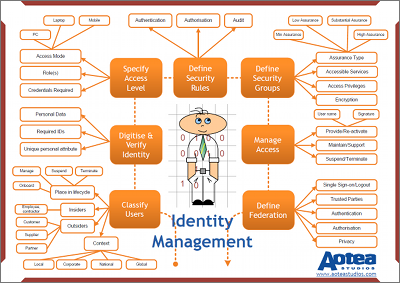 Laptop
Mobile
PC
Access Mode
Role(s)
Credentials Required
Specify
Access
Level
Authentication
Authorisation
Audit
Define
Security
Rules
Define
Security
Groups
Low Assurance
Substantial Assurance
Min Assurance
High Assurance
Assurance Type
Accessible Services
Access Privileges
Encryption
Personal Data
Required IDs
Unique personal attribute
Digitise &
Verify
Identity
Manage
Access
User name
Signature
Provide/Re-activate
Maintain/Support
Suspend/Terminate
Manage
Suspend
Terminate
Onboard
Place in lifecycle
Employee,
contractor
Insiders
Customer
Outsiders
Supplier
Partner
Context
Local
Corporate
National
Global
Classify
Users
Identity
Management
Define
Federation
Single Sign-on/Logout
Trusted Parties
Authentication
Authorisation
Privacy
Aotea
STUDIOS
www.aoteastudios.com